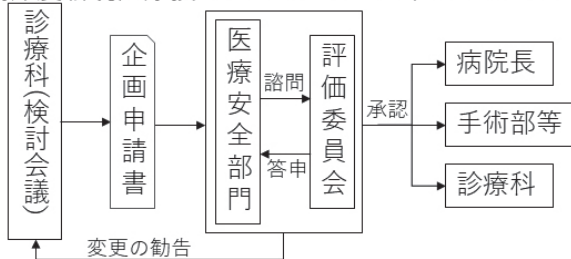 診療科(検討会議)
企画申請書
医療安全部門
諮問
答申
評価委員会
承認
病院長
手術部等
診療科
変更の勧告